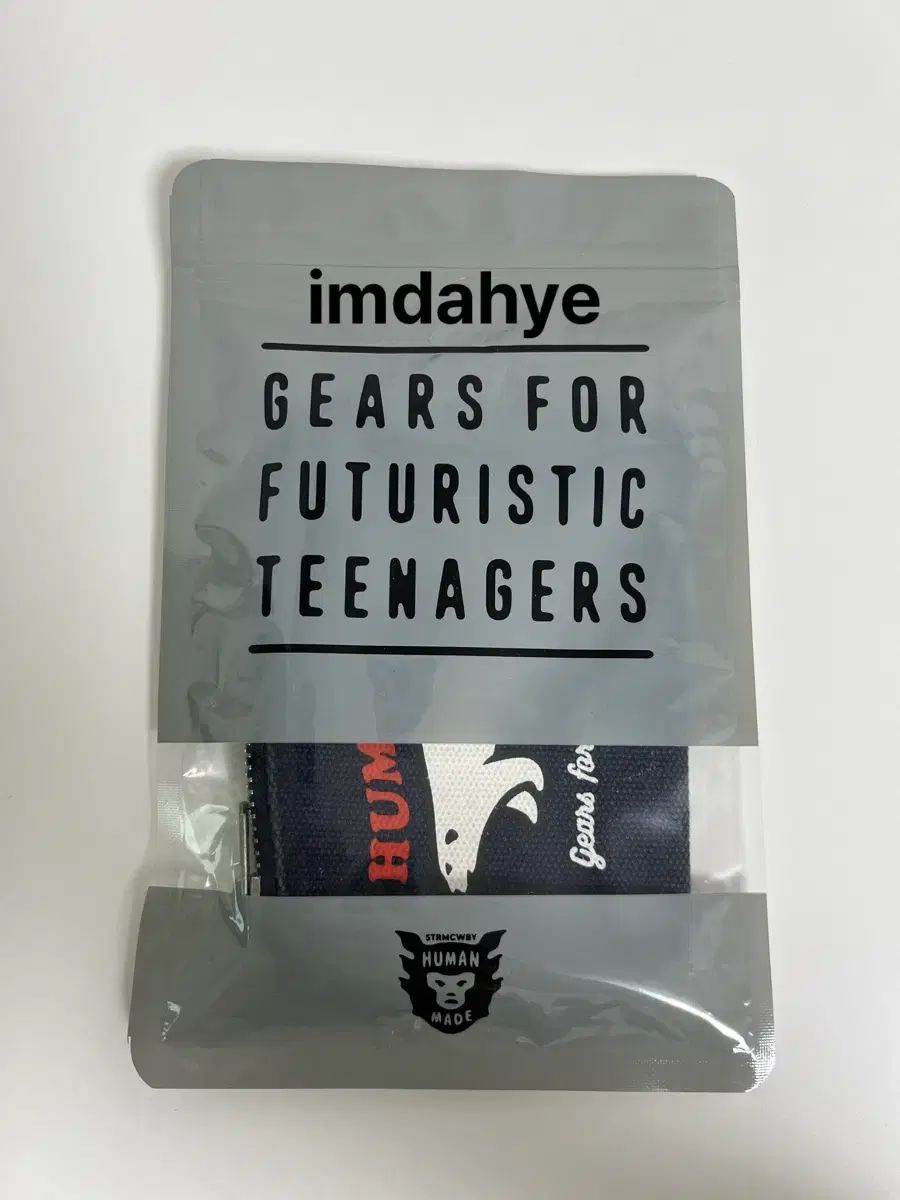 imdahye
GEARS FOR
FUTURISTIC
TEENAGERS
HUM
Gears for
STRMCWBY
HUMAN
MADE